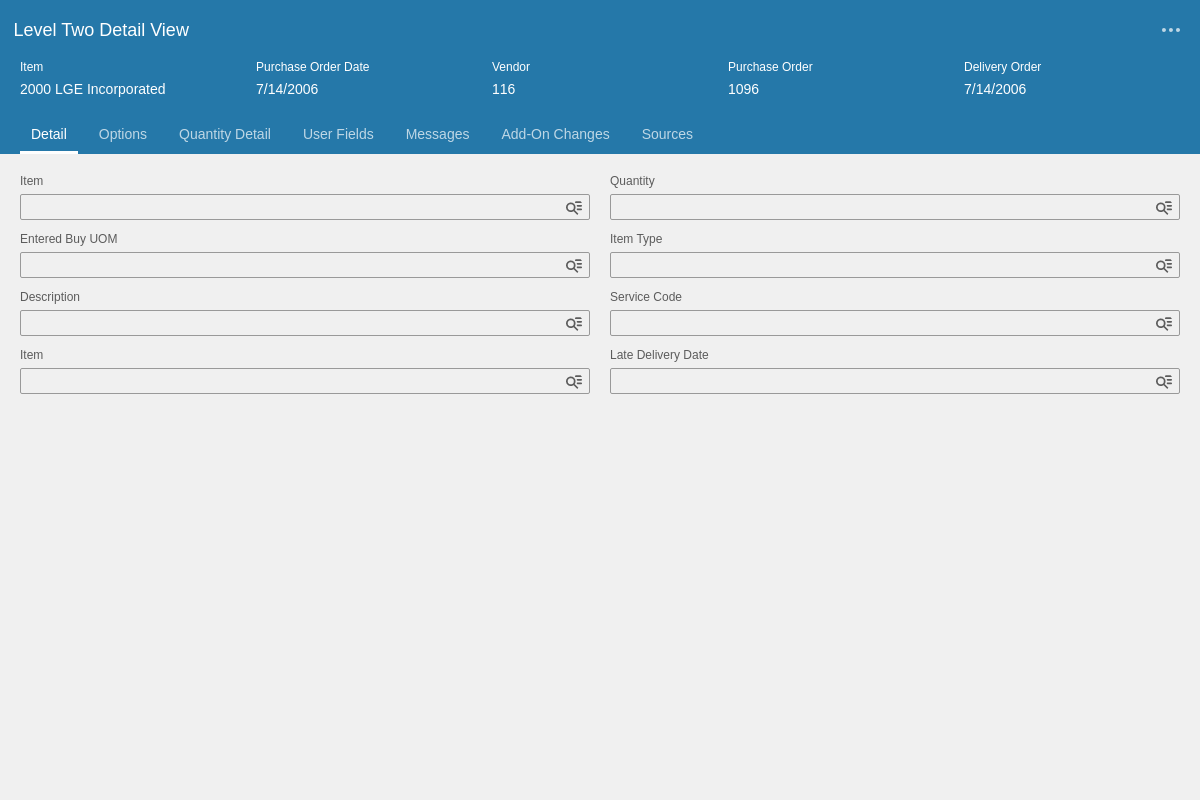 Level Two Detail View
Item Purchase Order Date Vendor Purchase Order Delivery Order
2000 LGE Incorporated 7/14/2006 116 1096 7/14/2006
Detail Options Quantity Detail User Fields Messages Add-On Changes Sources
Item Quantity
Entered Buy UOM Item Type
Description Service Code
Item Late Delivery Date